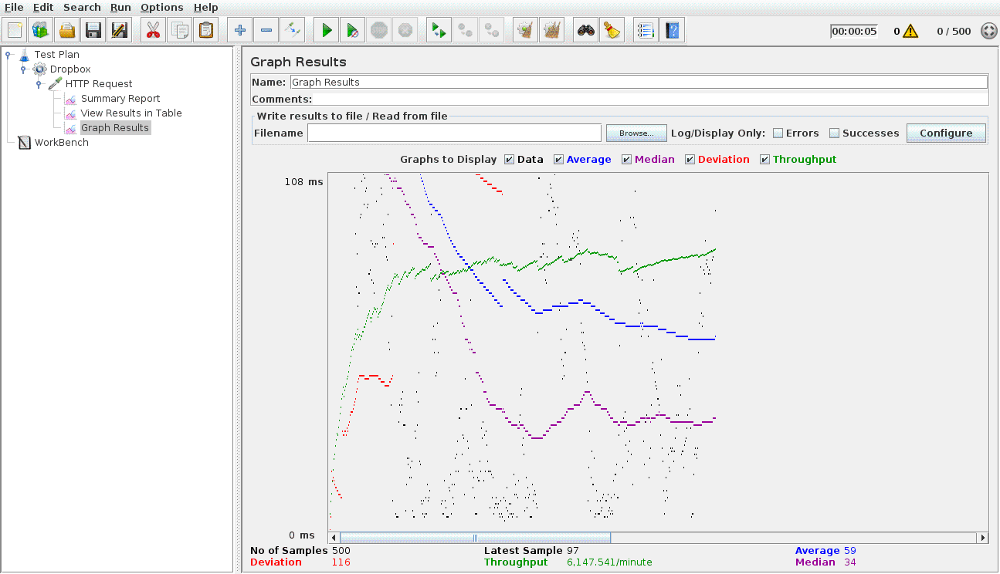 File Edit Search Run Options Help
00:00:05 0 0 / 500
Test Plan
Dropbox
HTTP Request
Summary Report
View Results in Table
Graph Results
WorkBench
Graph Results
Name: Graph Results
Comments:
Write results to file / Read from file
Filename Browse... Log/Display Only: Errors Successes Configure
Graphs to Display Data Average Median Deviation Throughput
108 ms
0 ms
No of Samples 500 Latest Sample 97 Average 59
Deviation 116 Throughput 6,147.541/minute Median 34